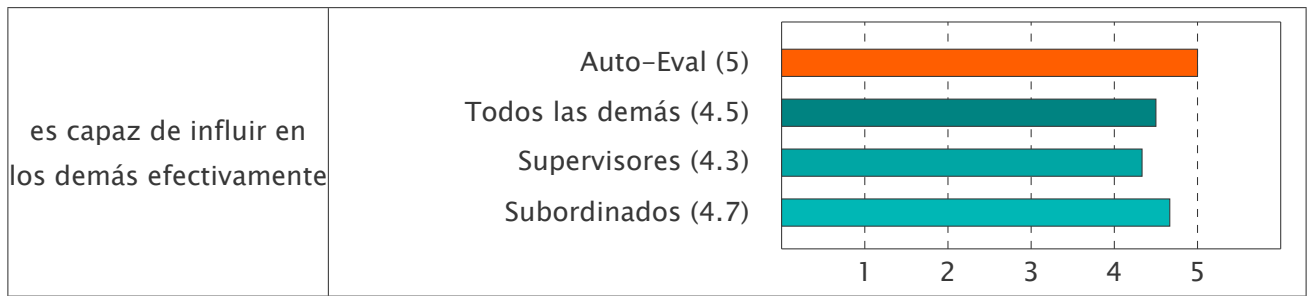 es capaz de influir en
los demás efectivamente
Auto-Eval (5)
Todos las demás (4.5)
Supervisores (4.3)
Subordinados (4.7)
1 2 3 4 5